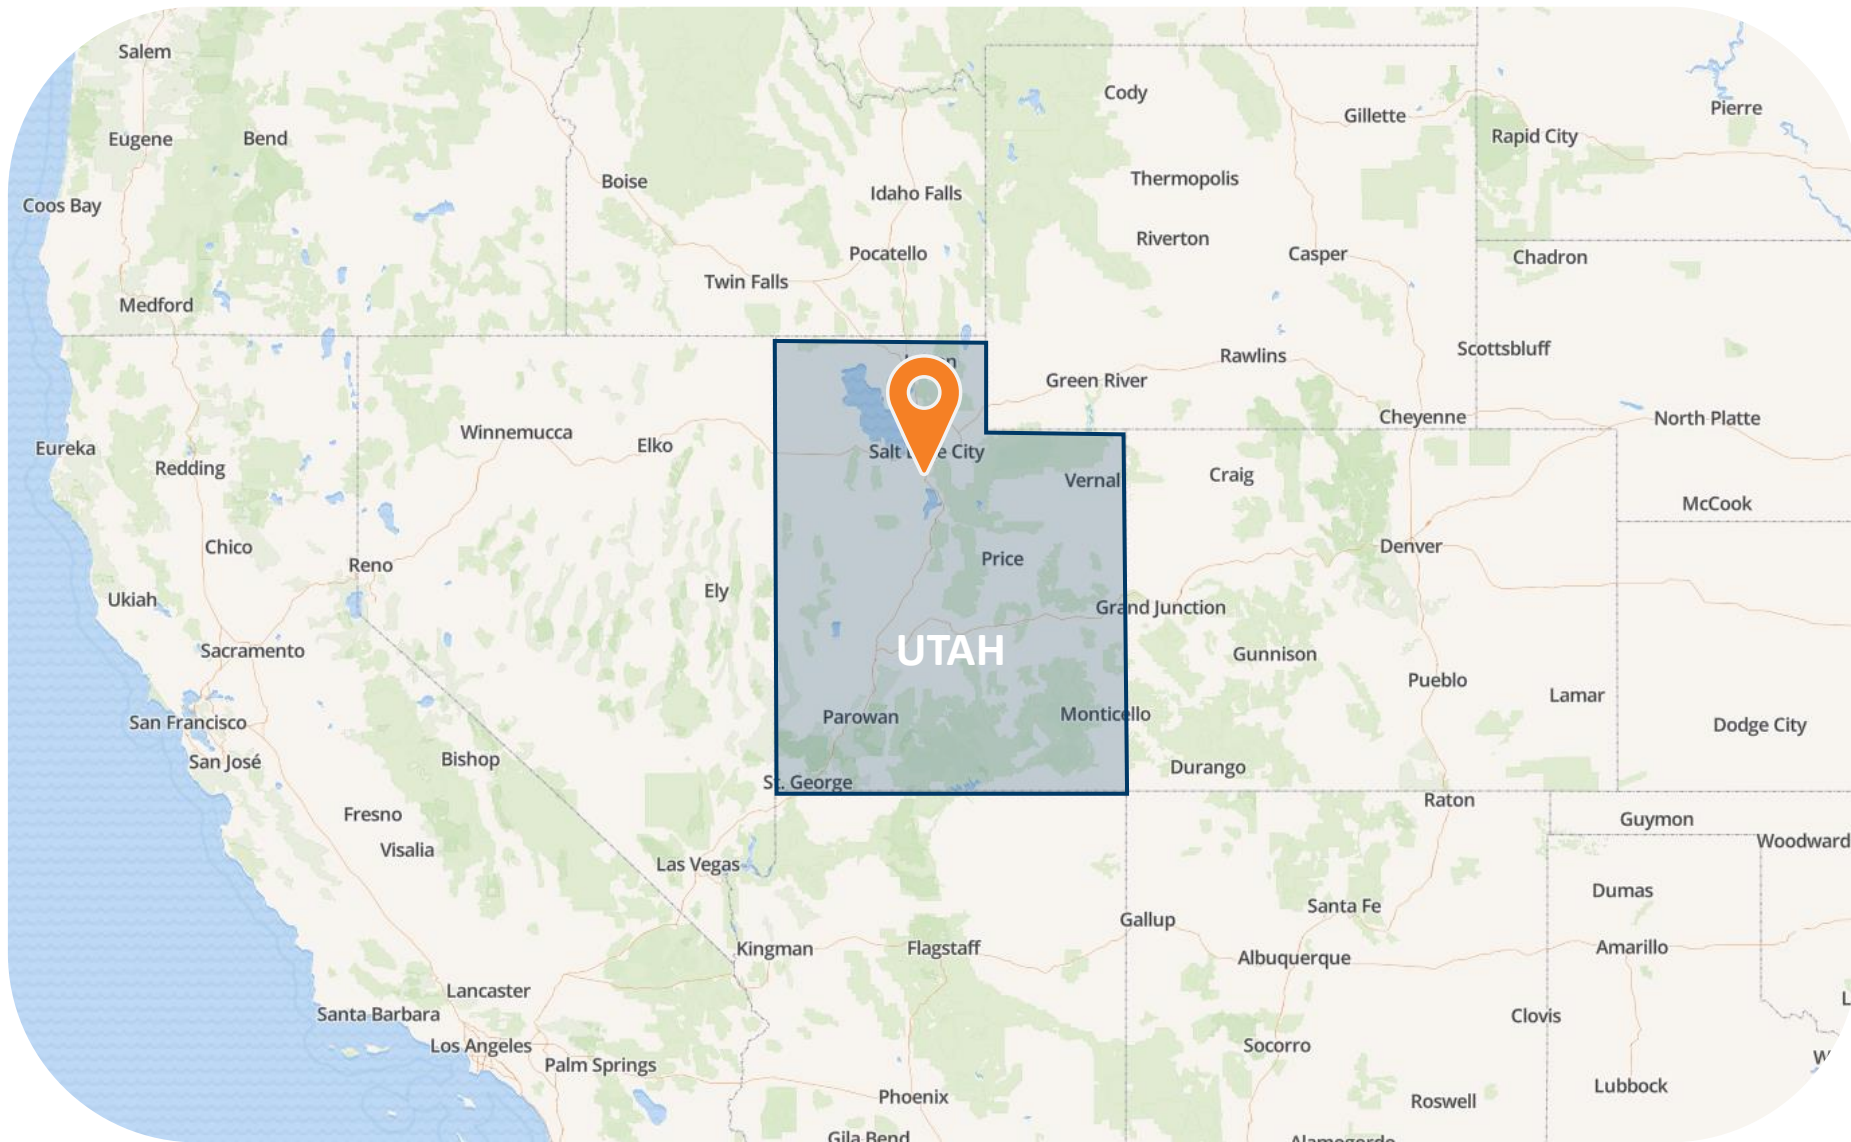 Salem
Cody
Gillette
Pierre
Eugene
Bend
Rapid City
Boise
Thermopolis
Idaho Falls
Coos Bay
Riverton
Pocatello
Casper
Chadron
Twin Falls
Medford
Scottsbluff
Rawlins
Green River
Cheyenne
North Platte
Winnemucca
Elko
Eureka
Salt City
Redding
Vernal
Craig
McCook
Chico
Denver
Price
Reno
Ely
Ukiah
Grand Junction
Sacramento
UTAH
Gunnison
Pueblo
Lamar
Monticello
Parowan
San Francisco
Dodge City
Bishop
San José
Durango
St. George
Raton
Fresno
Guymon
Woodward
Visalia
Las Vegas
Dumas
Santa Fe
Gallup
Kingman
Flagstaff
Amarillo
Albuquerque
Lancaster
Santa Barbara
Clovis
Los Angeles
Socorro
Palm Springs
Lubbock
Phoenix
Roswell
Gila Bend
Alamogordo